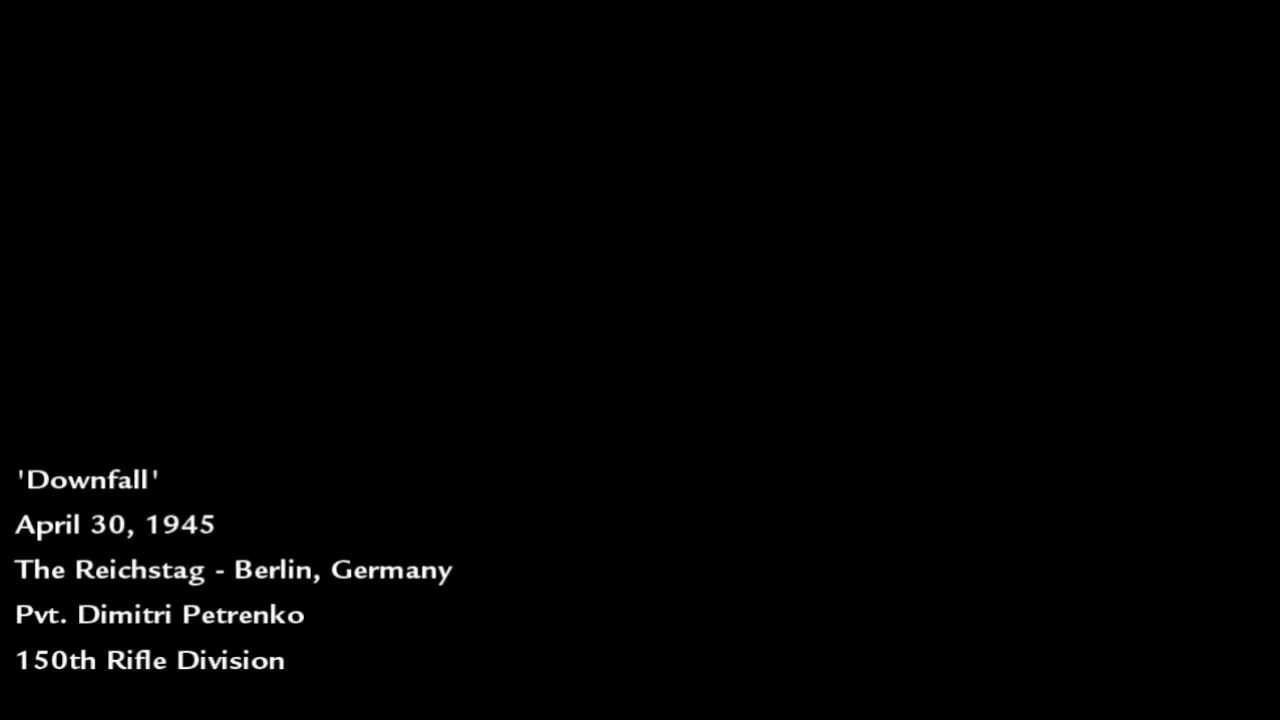 'Downfall'
April 30, 1945
The Reichstag - Berlin, Germany
Pvt. Dimitri Petrenko
150th Rifle Division